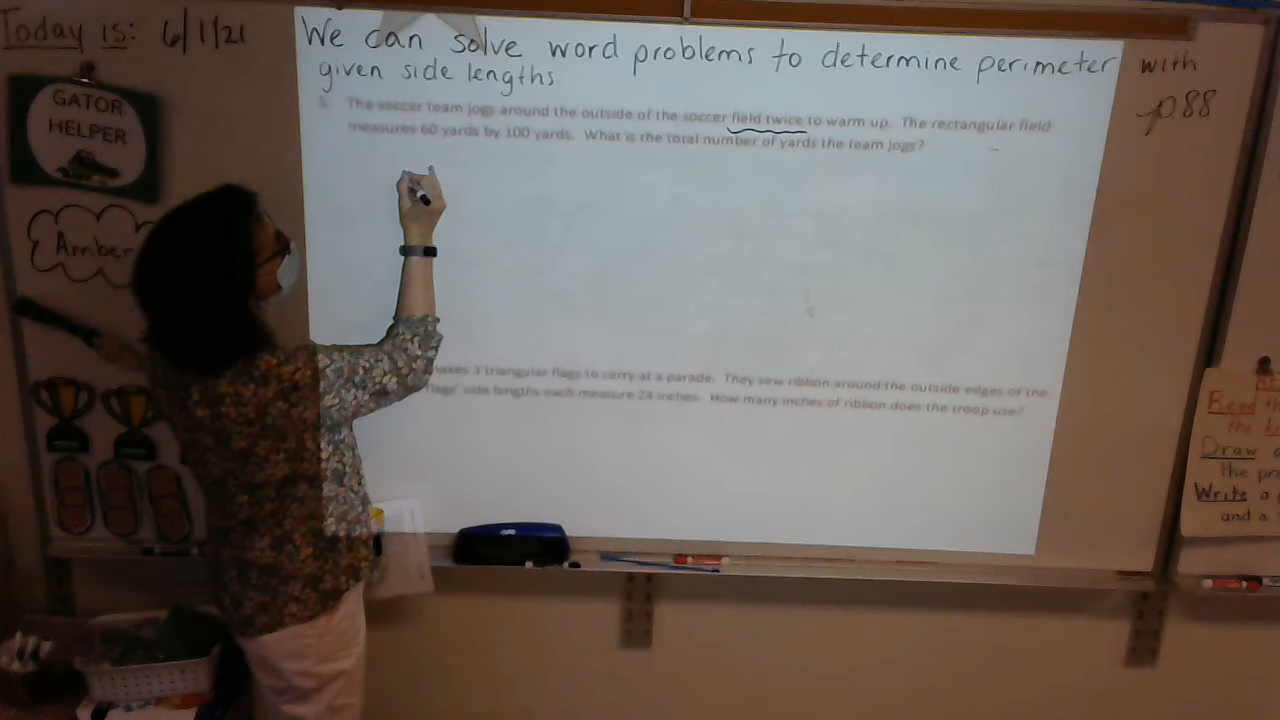 Today is: 6/1/21
We can solve word problems to determine perimeter with
given side lengths
p88
GATOR
HELPER
5. The soccer team jogs around the outside of the soccer field twice to warm up. The rectangular field
measures 60 yards by 100 yards. What is the total number of yards the team jogs?
Amber
makes 3 triangular flags to carry at a parade. They sew ribbon around the outside edges of the
flags' side lengths each measure 24 inches. How many inches of ribbon does the troop use?
Read
the
Draw
the
Write a
and a